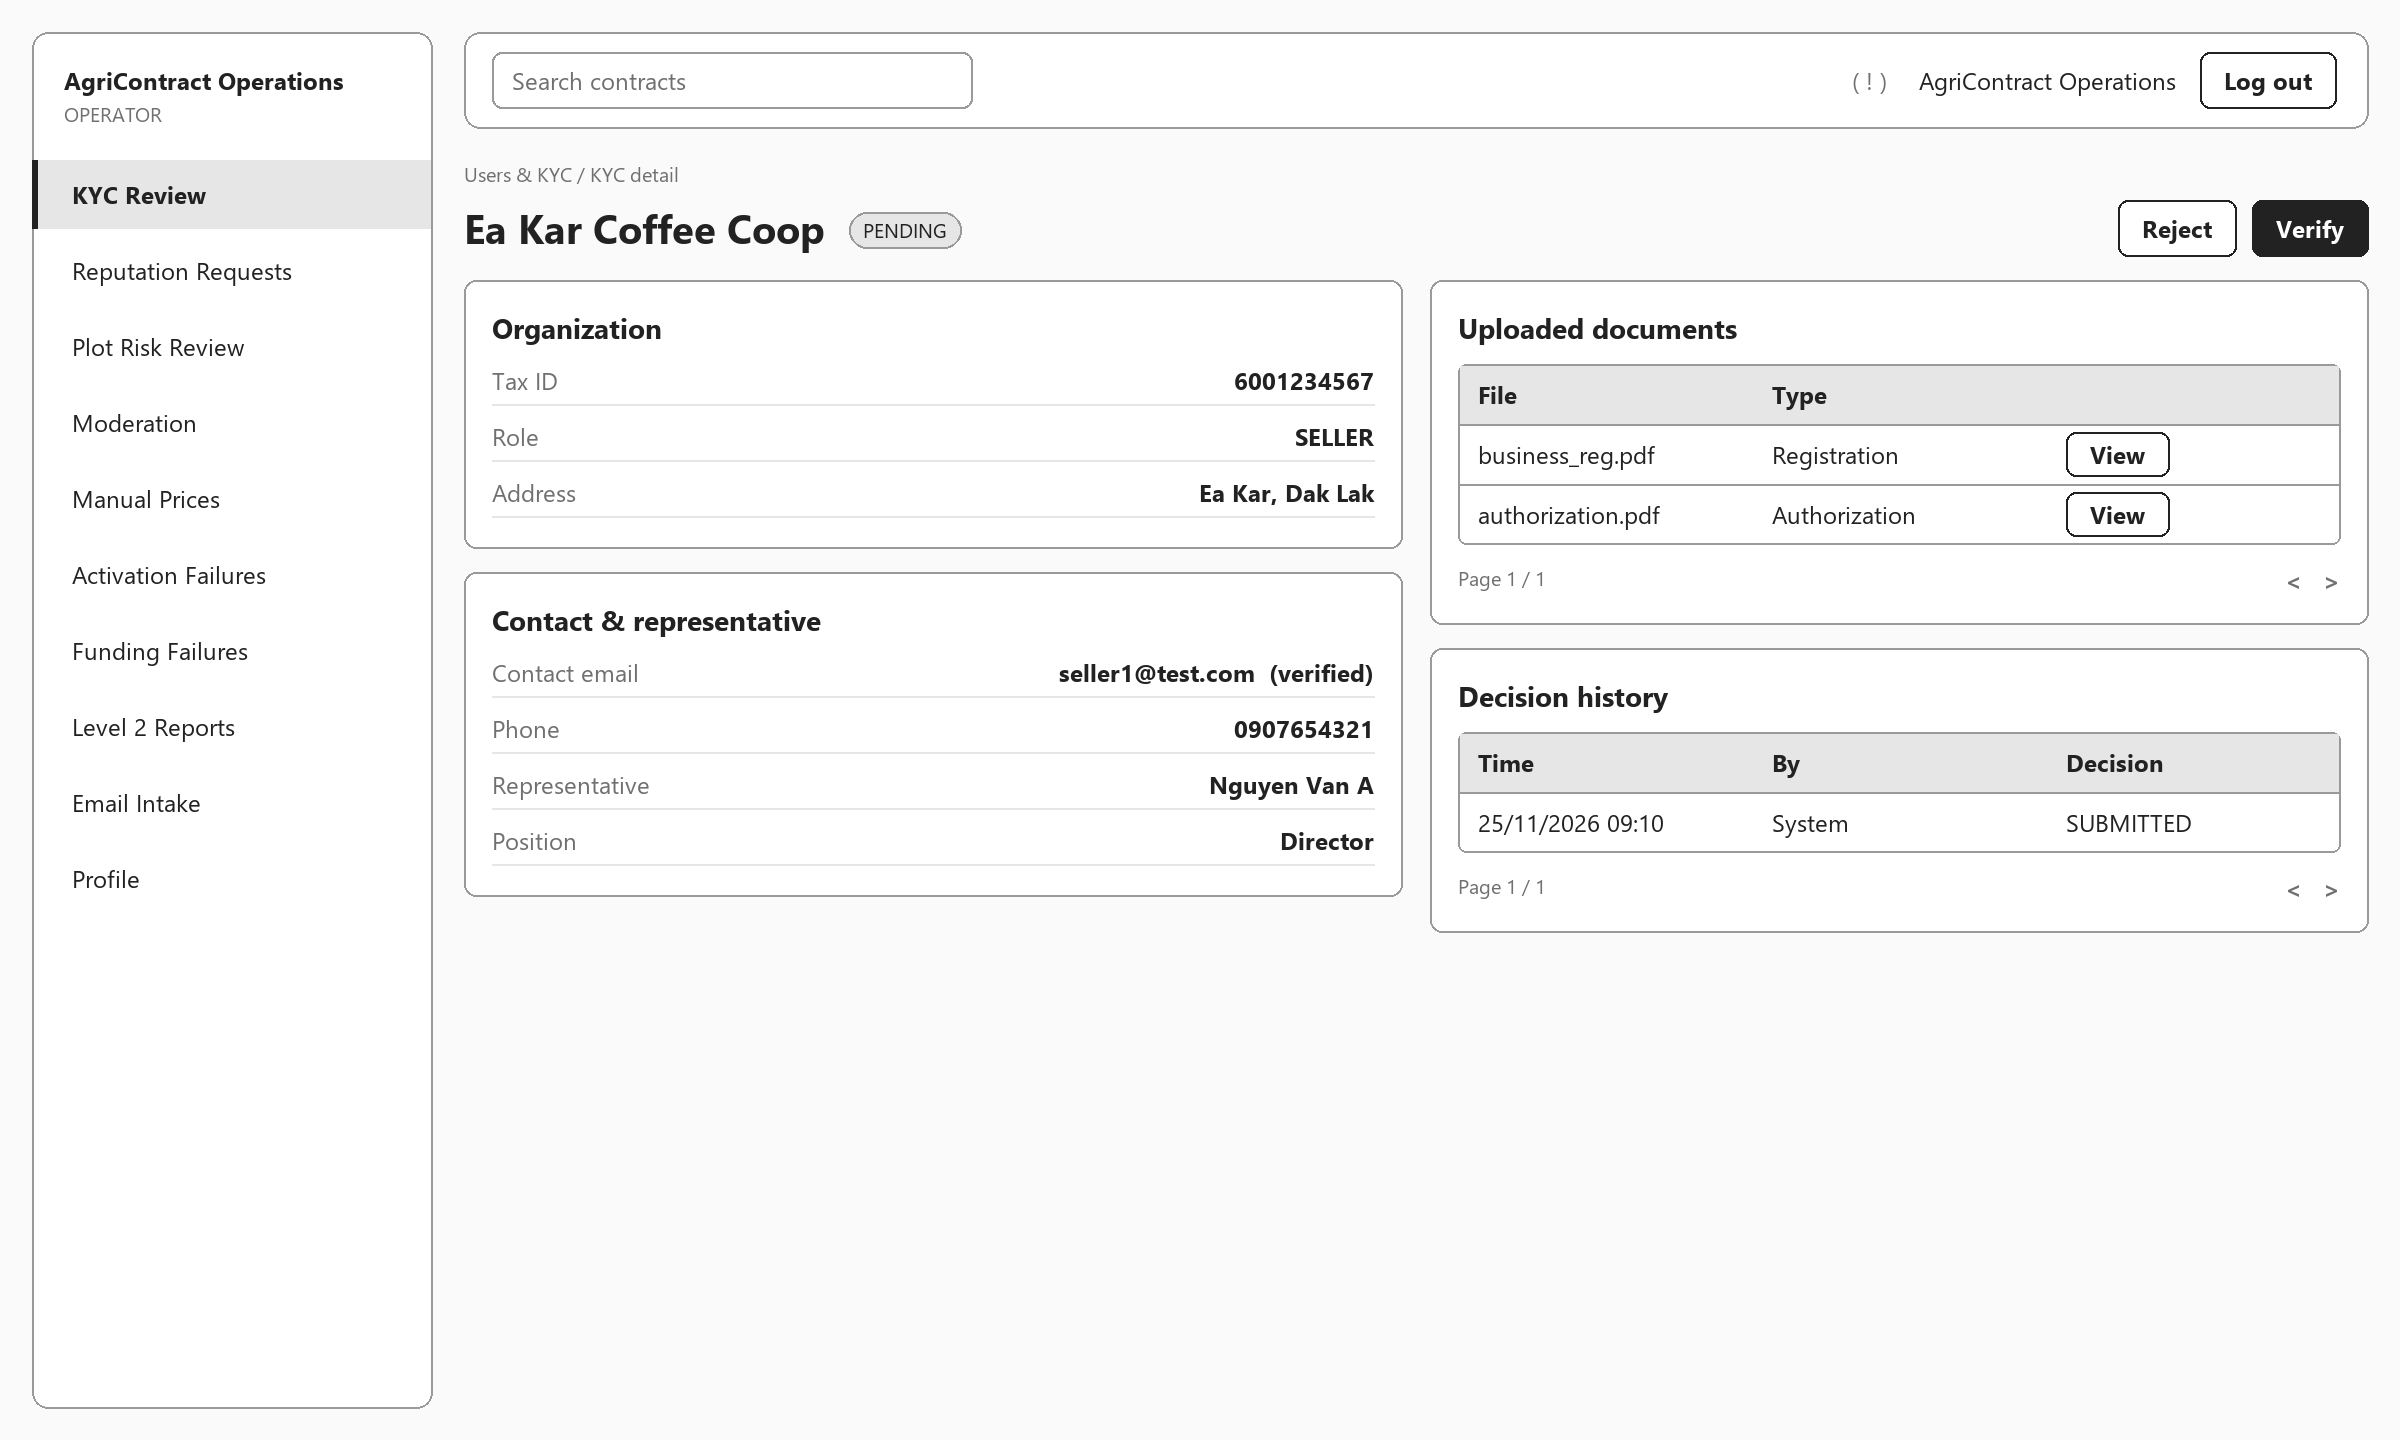 AgriContract Operations
OPERATOR
KYC Review
Reputation Requests
Plot Risk Review
Moderation
Manual Prices
Activation Failures
Funding Failures
Level 2 Reports
Email Intake
Profile
Search contracts
( ! ) AgriContract Operations Log out
Users & KYC / KYC detail
Ea Kar Coffee Coop PENDING Reject Verify
Organization
Tax ID 6001234567
Role SELLER
Address Ea Kar, Dak Lak
Contact & representative
Contact email seller1@test.com (verified)
Phone 0907654321
Representative Nguyen Van A
Position Director
Uploaded documents
File Type
business_reg.pdf Registration View
authorization.pdf Authorization View
Page 1 / 1 < >
Decision history
Time By Decision
25/11/2026 09:10 System SUBMITTED
Page 1 / 1 < >